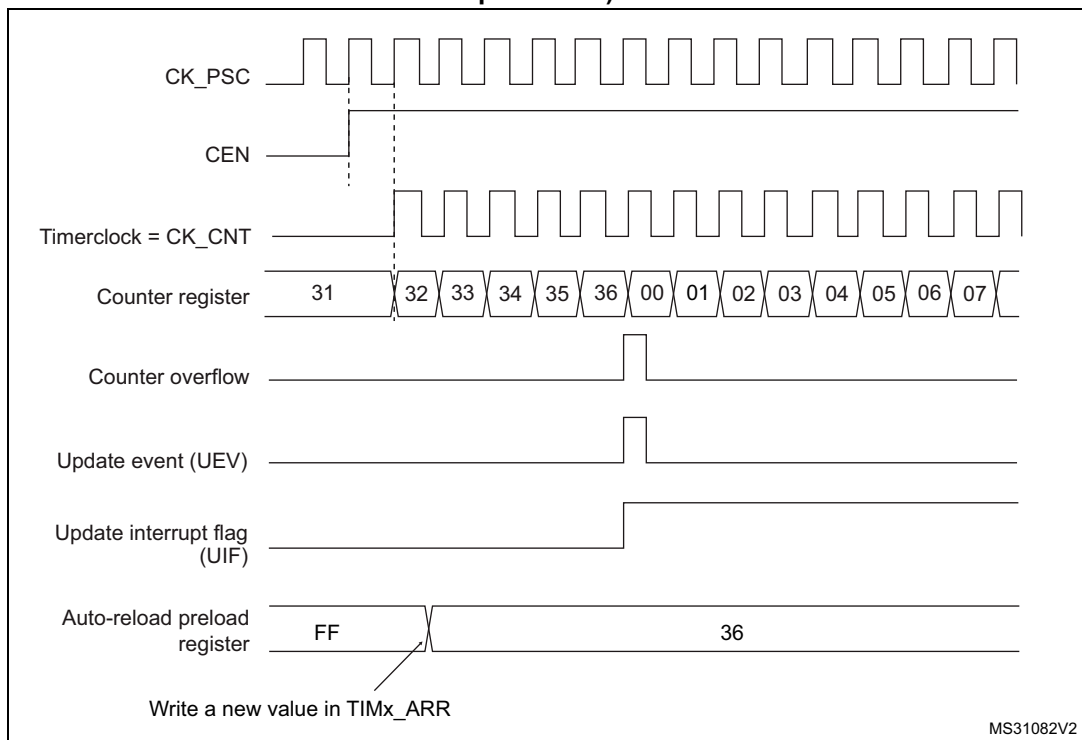 CK_PSC
CEN
Timerclock = CK_CNT
Counter register
31 32 33 34 35 36 00 01 02 03 04 05 06 07
Counter overflow
Update event (UEV)
Update interrupt flag
(UIF)
Auto-reload preload
register
FF 36
Write a new value in TIMx_ARR
MS31082V2